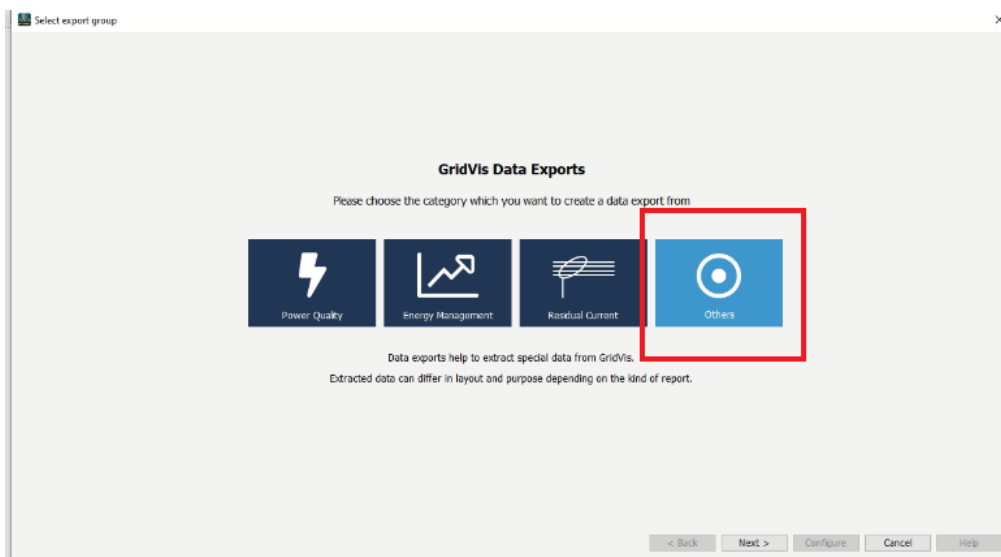 Select export group
GridVis Data Exports
Please choose the category which you want to create a data export from
Power Quality
Energy Management
Residual Current
Others
Data exports help to extract special data from GridVis.
Extracted data can differ in layout and purpose depending on the kind of report.
< Back Next > Configure Cancel Help